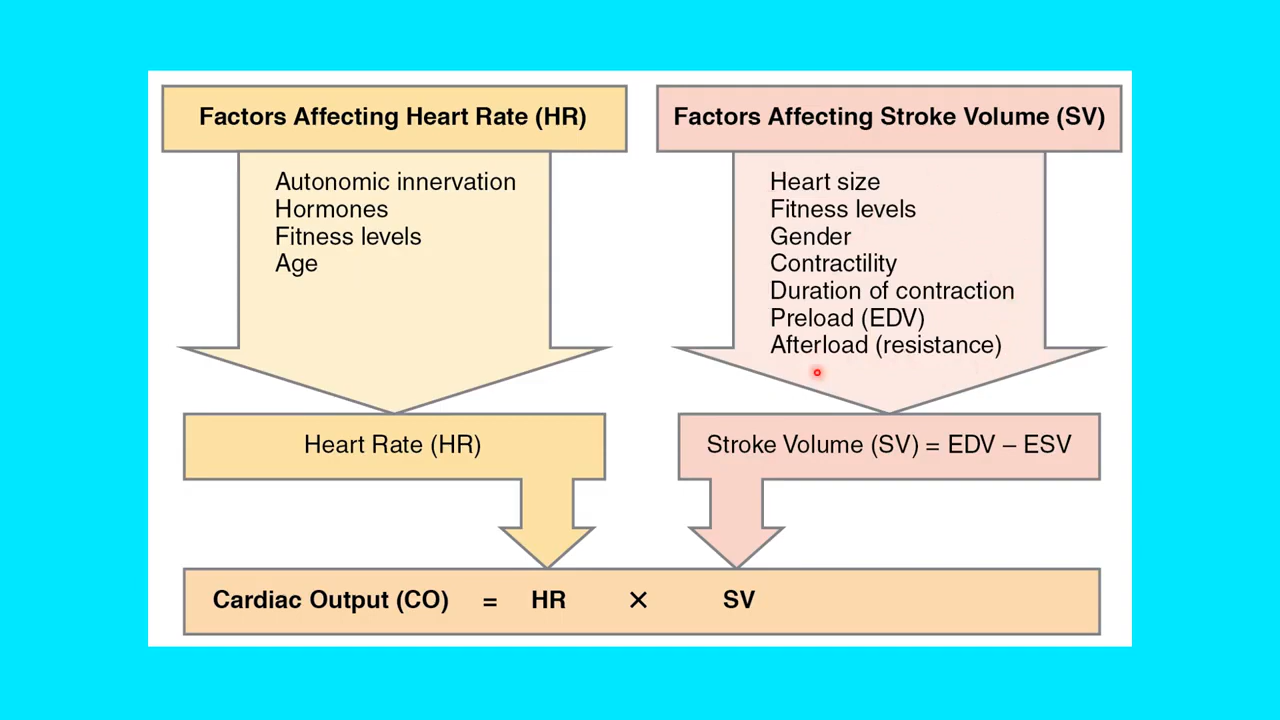 Factors Affecting Heart Rate (HR)
Autonomic innervation
Hormones
Fitness levels
Age
Heart Rate (HR)
Factors Affecting Stroke Volume (SV)
Heart size
Fitness levels
Gender
Contractility
Duration of contraction
Preload (EDV)
Afterload (resistance)
Stroke Volume (SV) = EDV – ESV
Cardiac Output (CO) = HR × SV